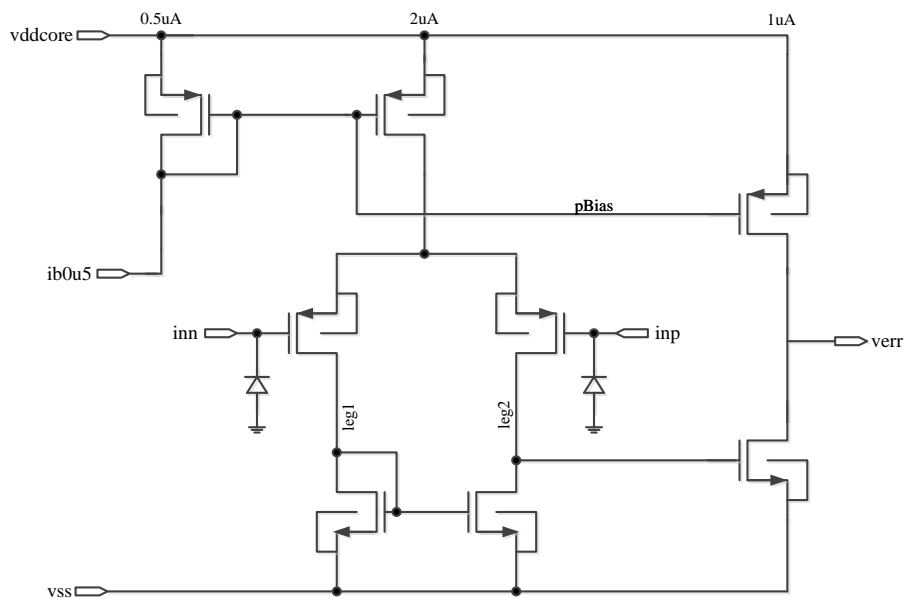 0.5uA
2uA
1uA
vddcore
pBias
ib0u5
inn
inp
verr
leg1
leg2
vss